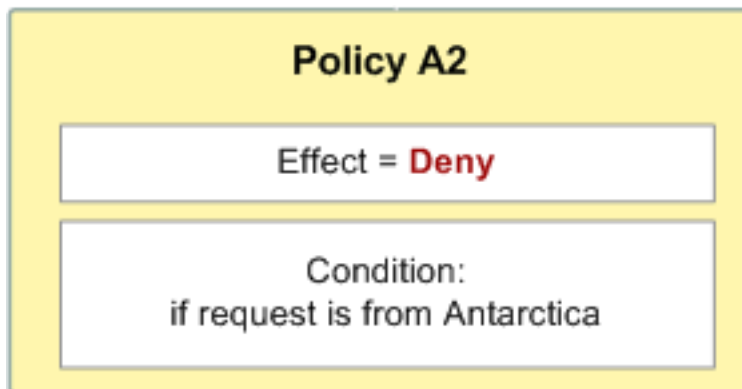 Policy A2
Effect = Deny
Condition:
if request is from Antarctica